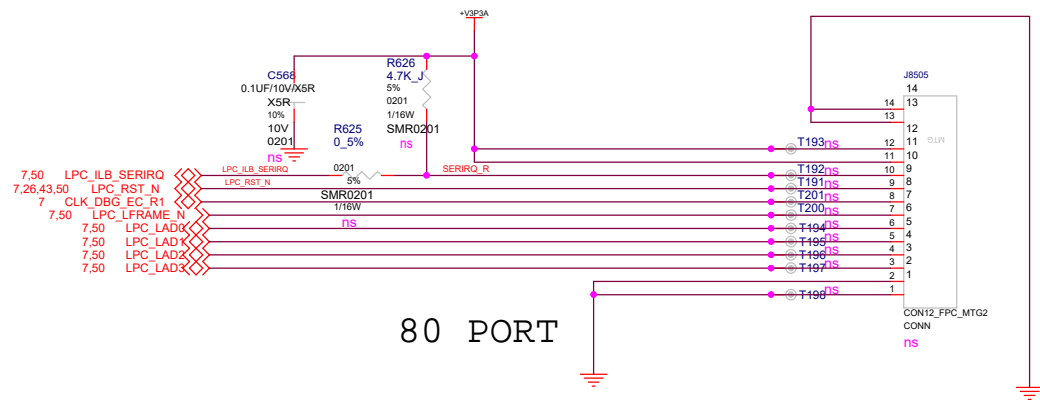 +V3P3A
R626
4.7K_J
5%
0201
1/16W
SMR0201
ns
C568
0.1UF/10V/X5R
X5R
10%
10V
0201
ns
R625
0_5%
0201
5%
SMR0201
1/16W
ns
J8505
14
13
12
11
10
9
8
7
6
5
4
3
2
1
MTG
14
13
12
11
10
9
8
7
6
5
4
3
2
1
T193 ns
T192 ns
T191 ns
T201 ns
T200 ns
T194 ns
T195 ns
T196 ns
T197 ns
T198
7,50 LPC_ILB_SERIRQ
LPC_ILB_SERIRQ
SERIRQ_R
7,26,43,50 LPC_RST_N
LPC_RST_N
7 CLK_DBG_EC_R1
7,50 LPC_LFRAME_N
7,50 LPC_LAD0
7,50 LPC_LAD1
7,50 LPC_LAD2
7,50 LPC_LAD3
80 PORT
CON12_FPC_MTG2
CONN
ns